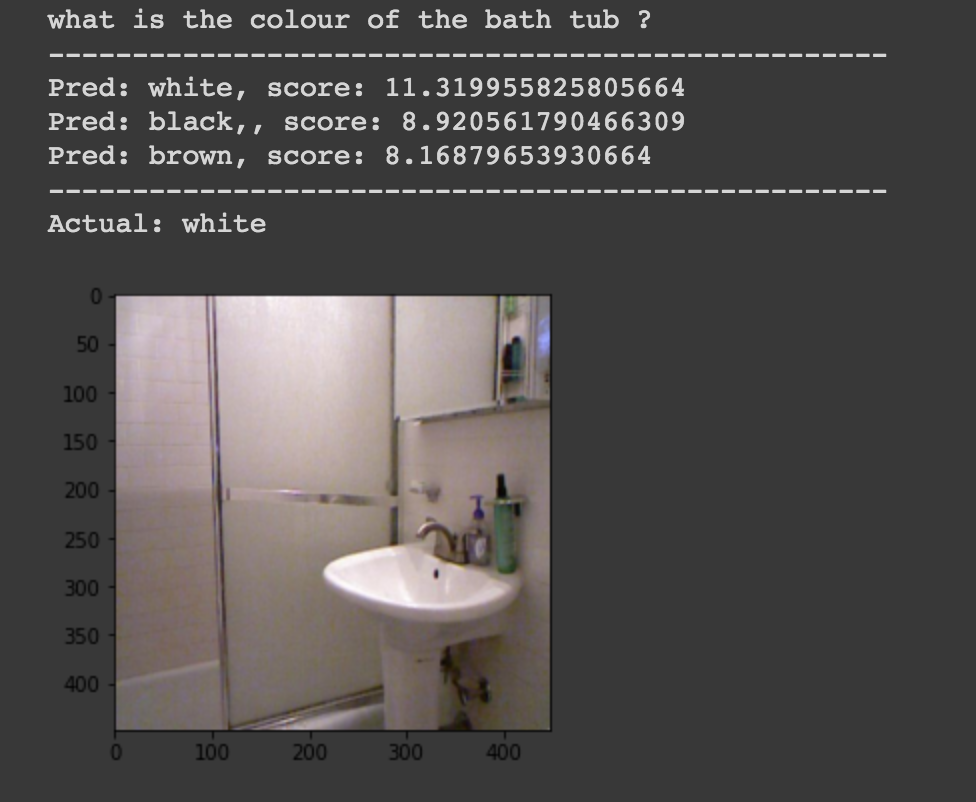 what is the colour of the bath tub ?
--------------------------------------------------
Pred: white, score: 11.319955825805664
Pred: black,, score: 8.920561790466309
Pred: brown, score: 8.16879653930664
--------------------------------------------------
Actual: white
0
50
100
150
200
250
300
350
400
0 100 200 300 400